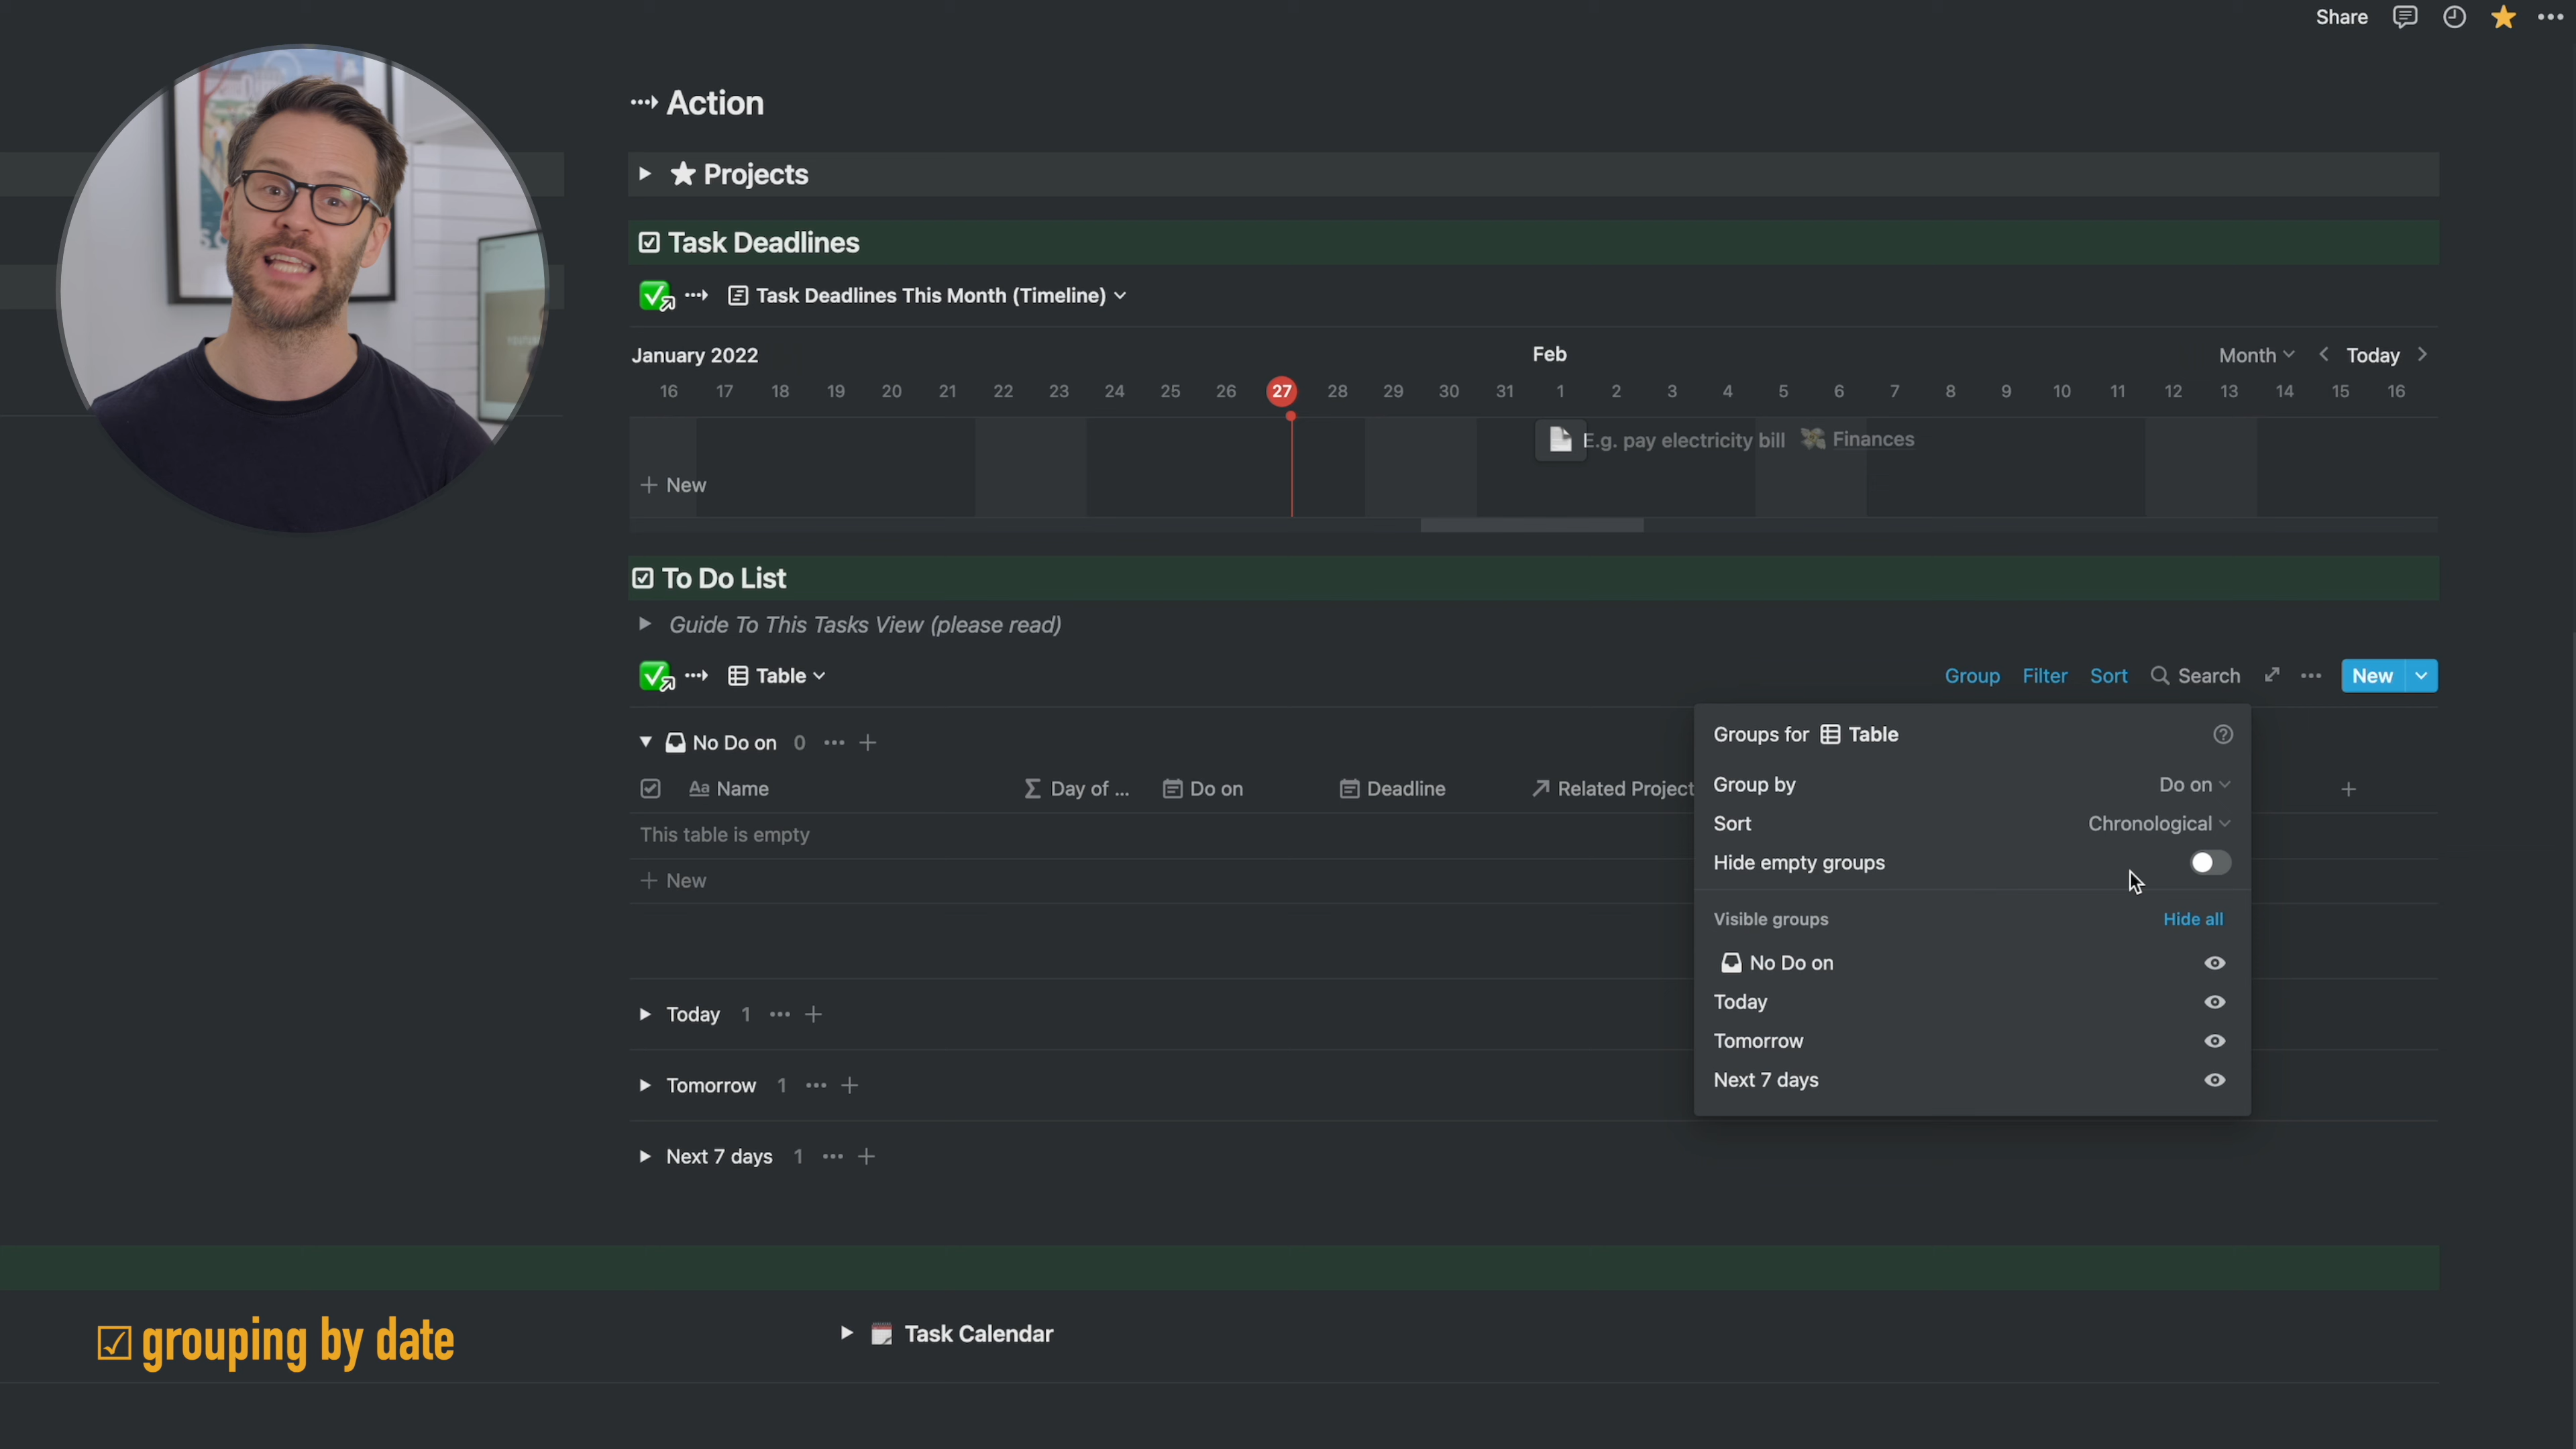 Share
Action
Projects
Task Deadlines
Task Deadlines This Month (Timeline)
January 2022 Feb Month Today
16 17 18 19 20 21 22 23 24 25 26 27 28 29 30 31 1 2 3 4 5 6 7 8 9 10 11 12 13 14 15 16
E.g. pay electricity bill Finances
+ New
To Do List
Guide To This Tasks View (please read)
Table Group Filter Sort Search New
Groups for Table
No Do on 0
Group by Do on
Aa Name Σ Day of ... Do on Deadline Related Project
Sort Chronological
This table is empty
Hide empty groups
+ New
Visible groups Hide all
No Do on
Today
Tomorrow
Next 7 days
Today 1
Tomorrow 1
Next 7 days 1
grouping by date
Task Calendar